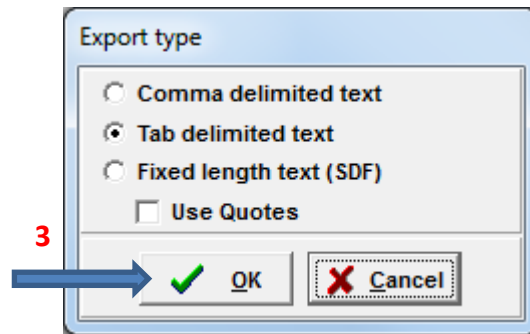 Export type
Comma delimited text
Tab delimited text
Fixed length text (SDF)
Use Quotes
3
OK Cancel